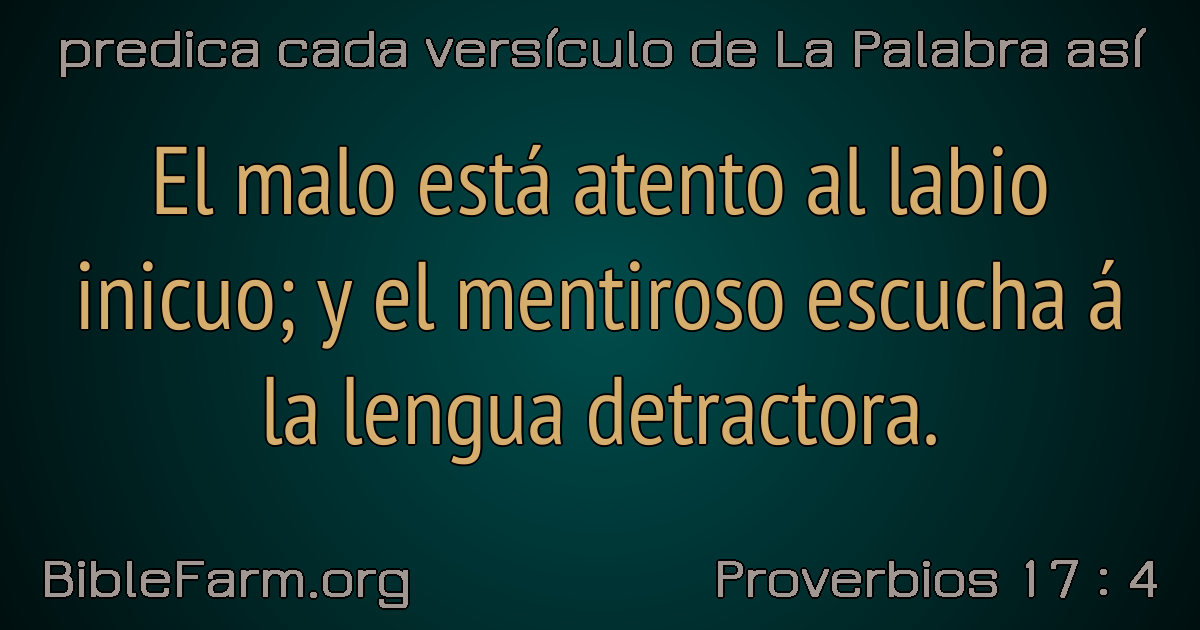 predica cada versículo de La Palabra así
El malo está atento al labio
inicuo; y el mentiroso escucha á
la lengua detractora.
BibleFarm.org
Proverbios 17 : 4